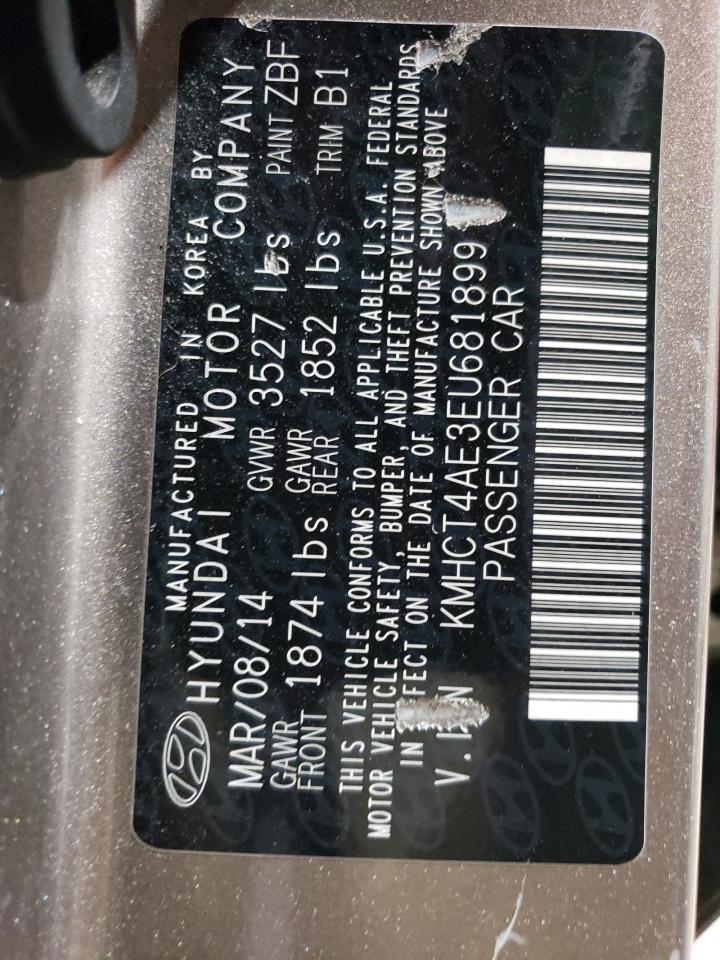 MANUFACTURED IN KOREA BY
HYUNDAI MOTOR COMPANY
MAR/08/14 GVWR 3527 lbs PAINT ZBF
GAWR FRONT 1874 lbs GAWR REAR 1852 lbs TRIM B1
THIS VEHICLE CONFORMS TO ALL APPLICABLE U.S.A. FEDERAL
MOTOR VEHICLE SAFETY, BUMPER, AND THEFT PREVENTION STANDARDS
IN EFFECT ON THE DATE OF MANUFACTURE SHOWN ABOVE
V.I.N KMHCT4AE3EU681899
PASSENGER CAR